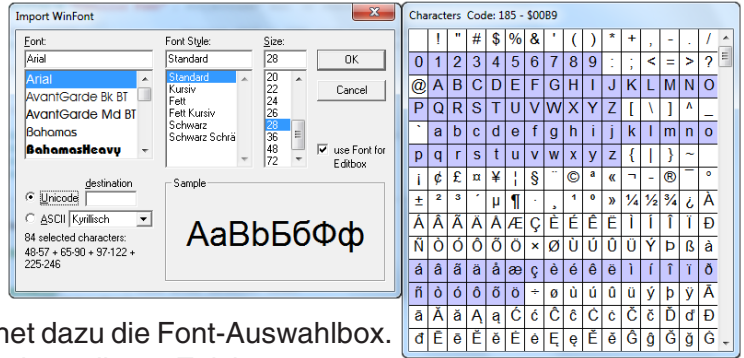 Import WinFont
Font:
Arial
Arial
AvantGarde Bk BT
AvantGarde Md BT
Bahamas
BahamasHeavy
Font Style:
Standard
Standard
Kursiv
Fett
Fett Kursiv
Schwarz
Schwarz Schrä
Size:
28
20
22
24
26
28
36
48
72
OK
Cancel
use Font for
Editbox
destination
Unicode
ASCII Kyrillisch
84 selected characters:
48-57 + 65-90 + 97-122 +
225-246
Sample
AaBbБбФф
Characters Code: 185 - $00B9
! " # $ % & ' ( ) * + , - . /
0 1 2 3 4 5 6 7 8 9 : ; < = > ?
@ A B C D E F G H I J K L M N O
P Q R S T U V W X Y Z [ \ ] ^ _
` a b c d e f g h i j k l m n o
p q r s t u v w x y z { | } ~
¡ ¢ £ ¤ ¥ ¦ § ¨ © ª « ¬ - ® ¯ °
± ² ³ ´ µ ¶ · ¸ ¹ º » ¼ ½ ¾ ¿ À
Á Â Ã Ä Å Æ Ç È É Ê Ë Ì Í Î Ï Ð
Ñ Ò Ó Ô Õ Ö × Ø Ù Ú Û Ü Ý Þ ß à
á â ã ä å æ ç è é ê ë ì í î ï ð
ñ ò ó ô õ ö ÷ ø ù ú û ü ý þ ÿ Ā
ā Ă ă Ą ą Ć ć Ĉ ĉ Ċ ċ Č č Ď ď Đ
đ Ē ē Ĕ ĕ Ė ė Ę ę Ě ě Ĝ ĝ Ğ ğ Ġ
net dazu die Font-Auswahlbox.